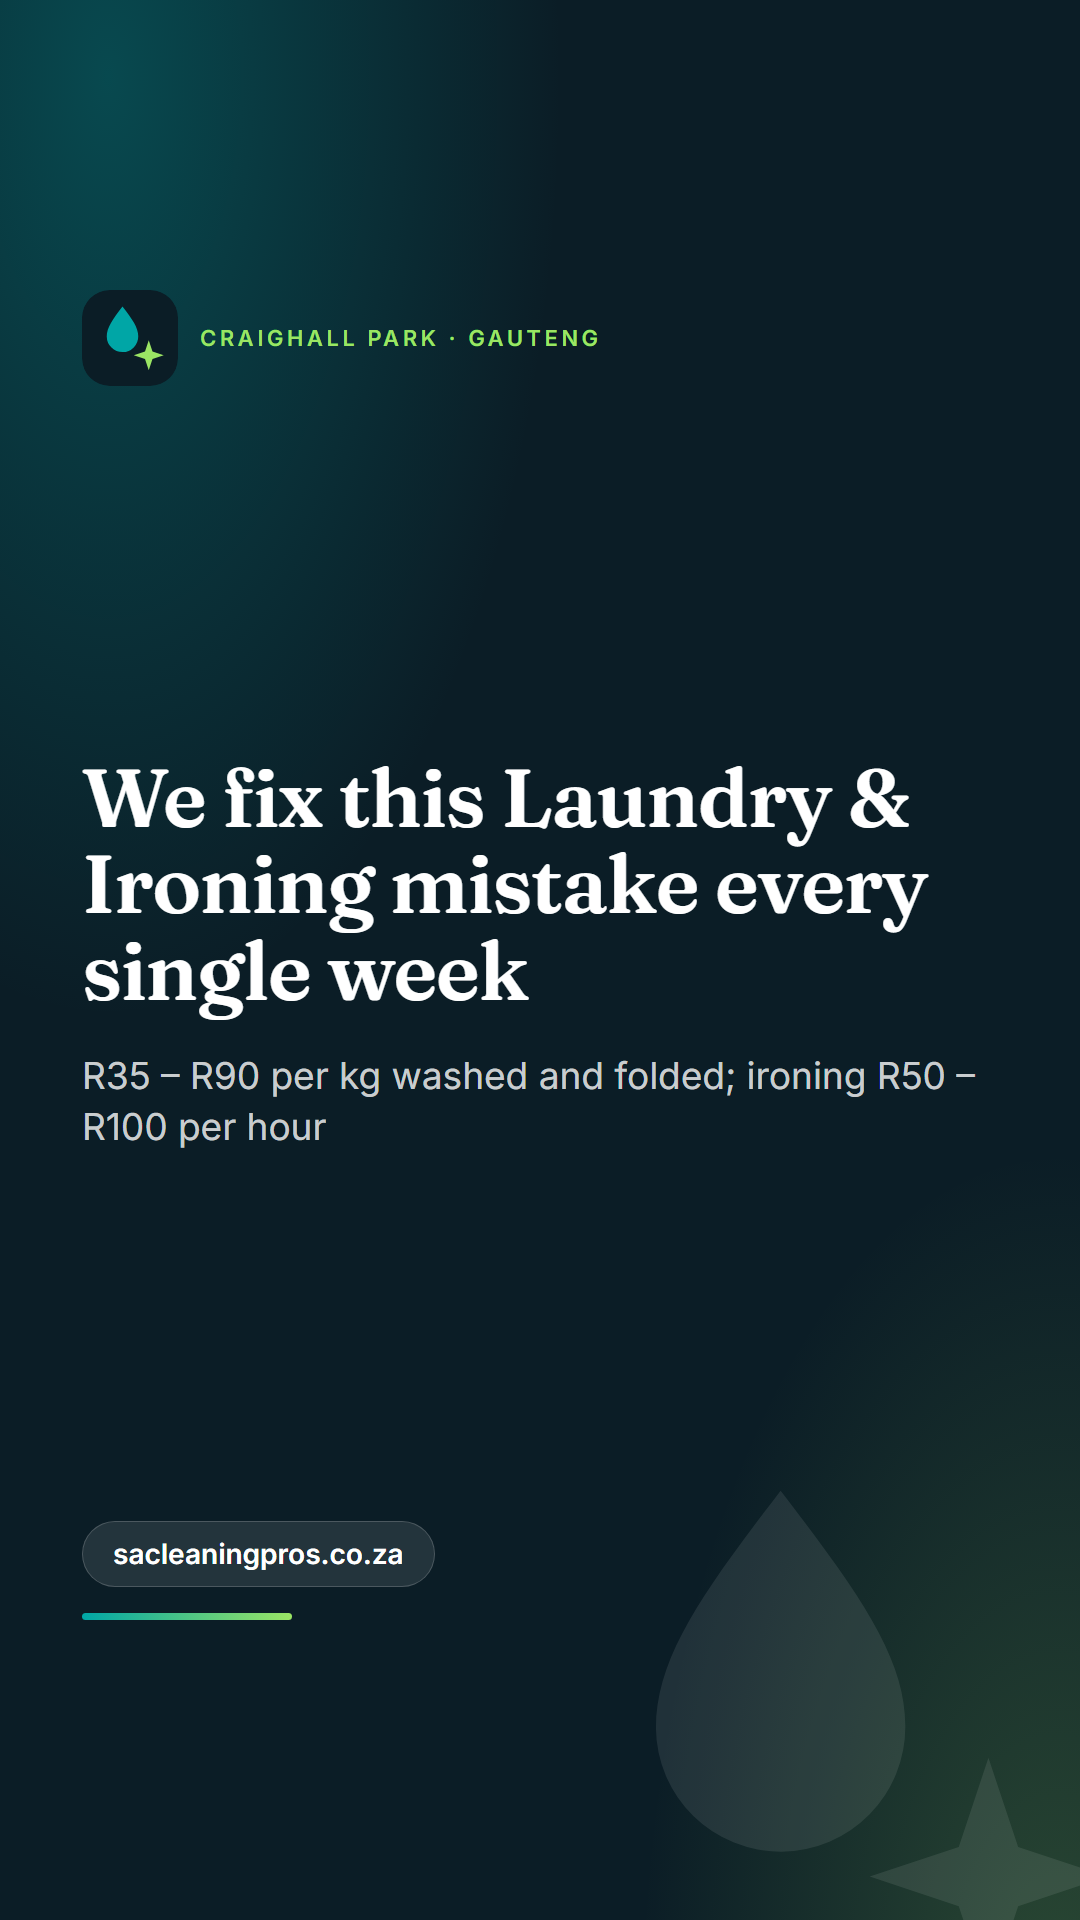 CRAIGHALL PARK · GAUTENG
We fix this Laundry &
Ironing mistake every
single week
R35 – R90 per kg washed and folded; ironing R50 –
R100 per hour
sacleaningpros.co.za